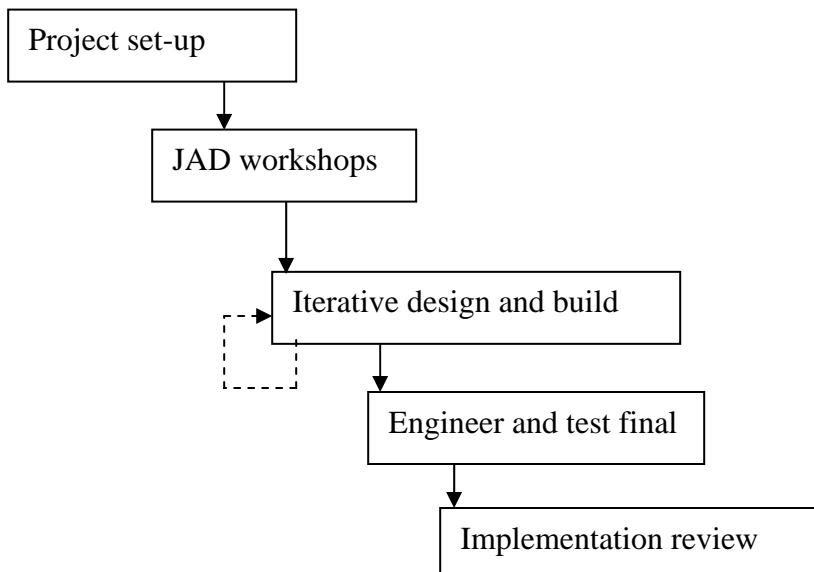 Project set-up
JAD workshops
Iterative design and build
Engineer and test final
Implementation review